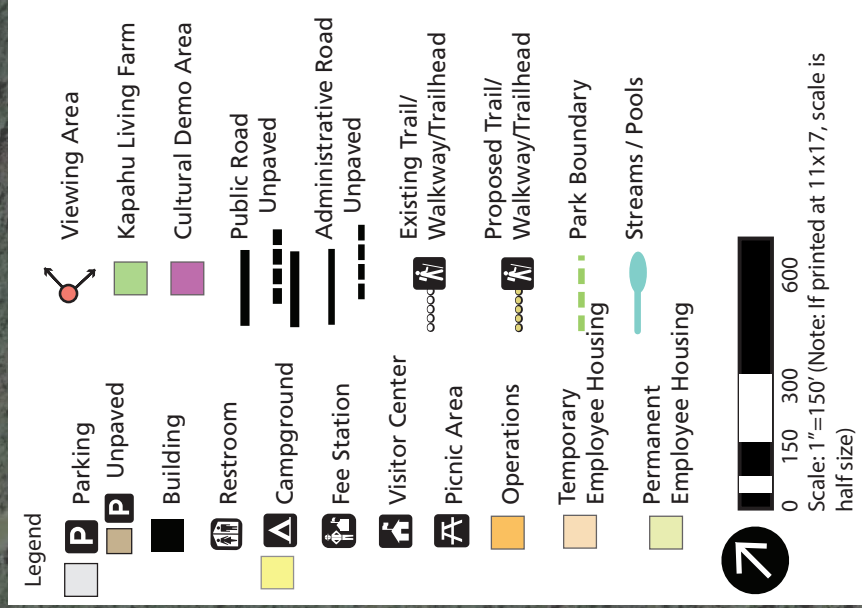 Legend
P Parking
P Unpaved
Building
Restroom
Campground
Fee Station
Visitor Center
Picnic Area
Operations
Temporary
Employee Housing
Permanent
Employee Housing
Viewing Area
Kapahu Living Farm
Cultural Demo Area
Public Road
Unpaved
Administrative Road
Unpaved
Existing Trail/
Walkway/Trailhead
Proposed Trail/
Walkway/Trailhead
Park Boundary
Streams / Pools
0 150 300 600
Scale: 1"=150' (Note: If printed at 11x17, scale is
half size)